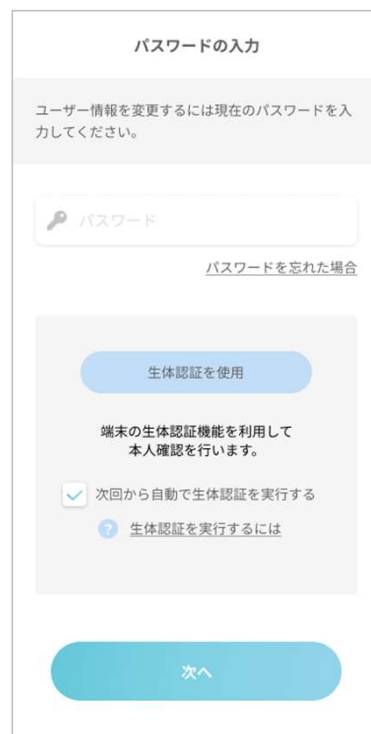 パスワードの入力
ユーザー情報を変更するには現在のパスワードを入
力してください。
パスワード
パスワードを忘れた場合
生体認証を使用
端末の生体認証機能を利用して
本人確認を行います。
次回から自動で生体認証を実行する
? 生体認証を実行するには
次へ